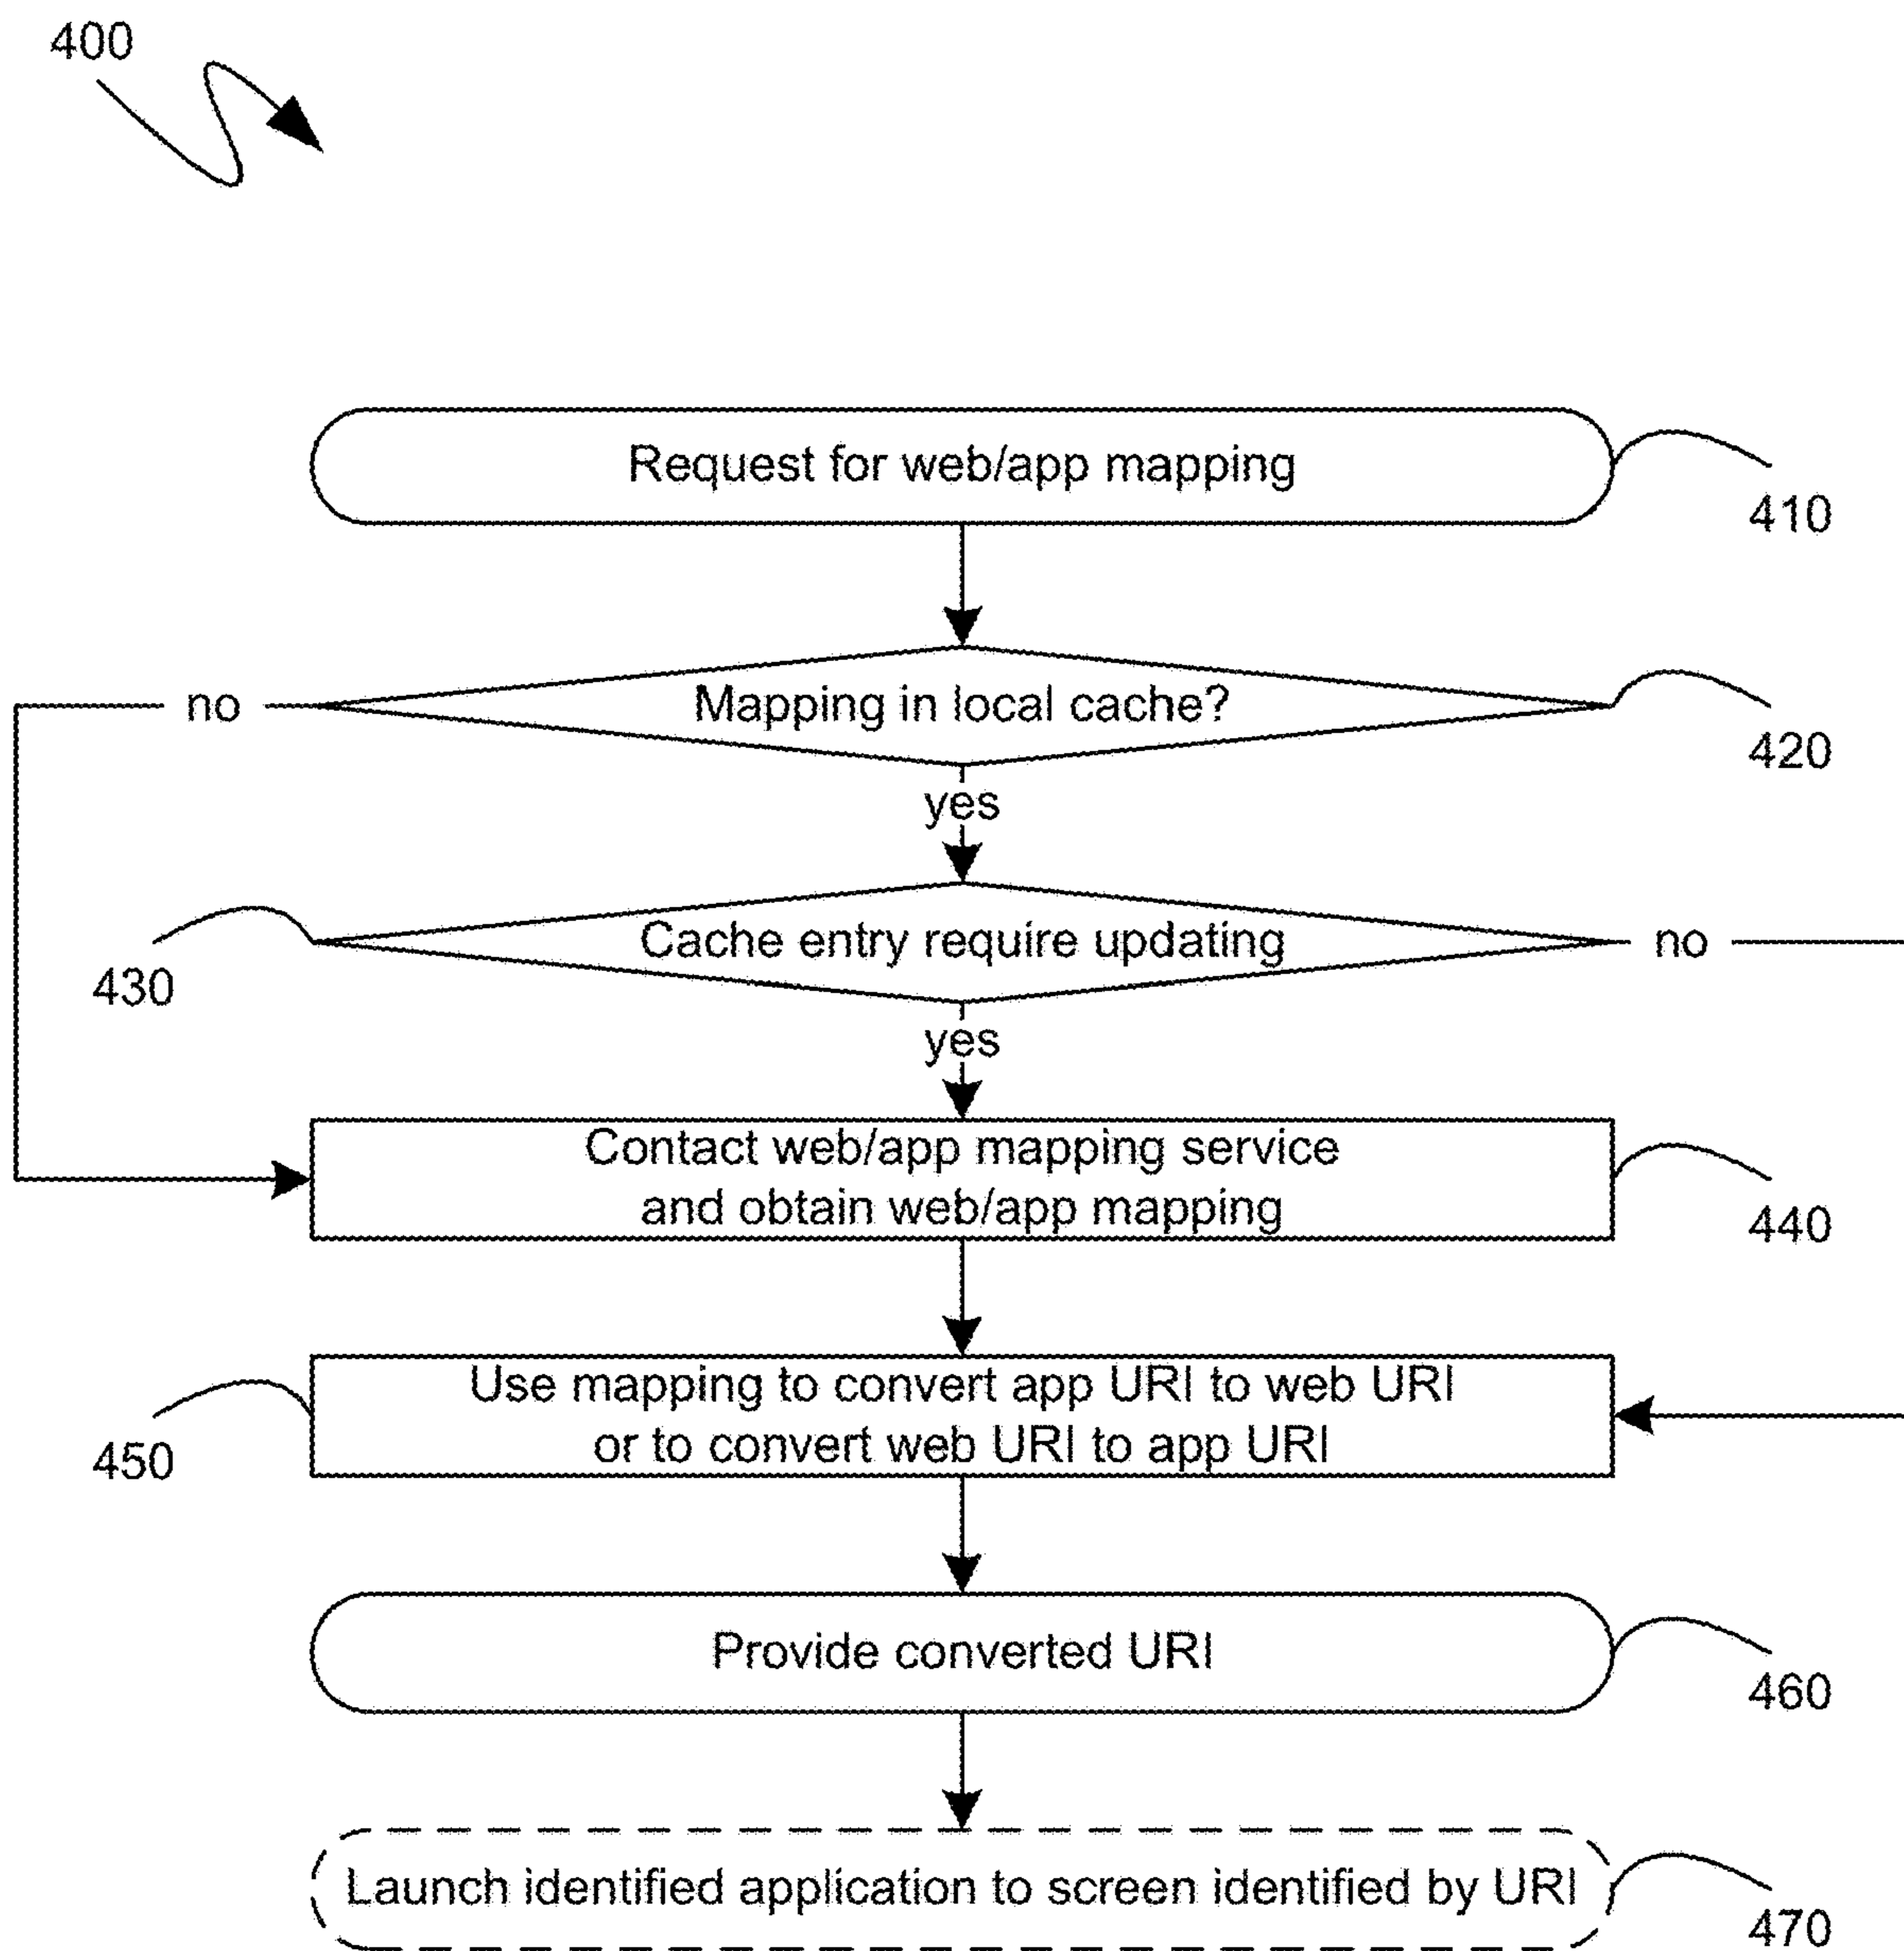 400
Request for web/app mapping
410
no
Mapping in local cache?
420
yes
430
Cache entry require updating
no
yes
Contact web/app mapping service
and obtain web/app mapping
440
Use mapping to convert app URI to web URI
or to convert web URI to app URI
450
Provide converted URI
460
Launch identified application to screen identified by URI
470